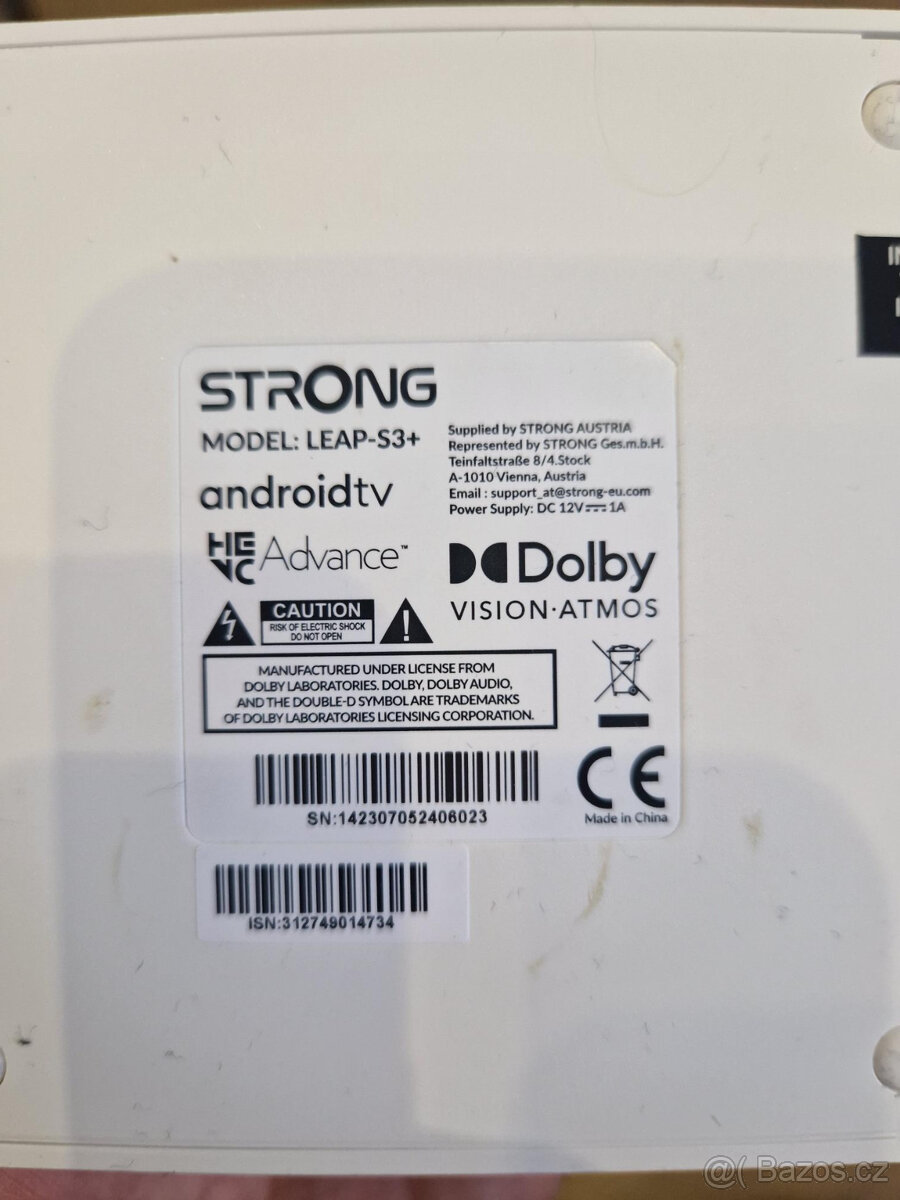 STRONG
MODEL: LEAP-S3+
androidtv
HEVC Advance™
Supplied by STRONG AUSTRIA
Represented by STRONG Ges.m.b.H.
Teinfaltstraße 8/4.Stock
A-1010 Vienna, Austria
Email : support_at@strong-eu.com
Power Supply: DC 12V⎓1A
Dolby
VISION·ATMOS
CAUTION
RISK OF ELECTRIC SHOCK
DO NOT OPEN
MANUFACTURED UNDER LICENSE FROM
DOLBY LABORATORIES. DOLBY, DOLBY AUDIO,
AND THE DOUBLE-D SYMBOL ARE TRADEMARKS
OF DOLBY LABORATORIES LICENSING CORPORATION.
SN:142307052406023
CE
Made in China
ISN:312749014734
@ Bazos.cz